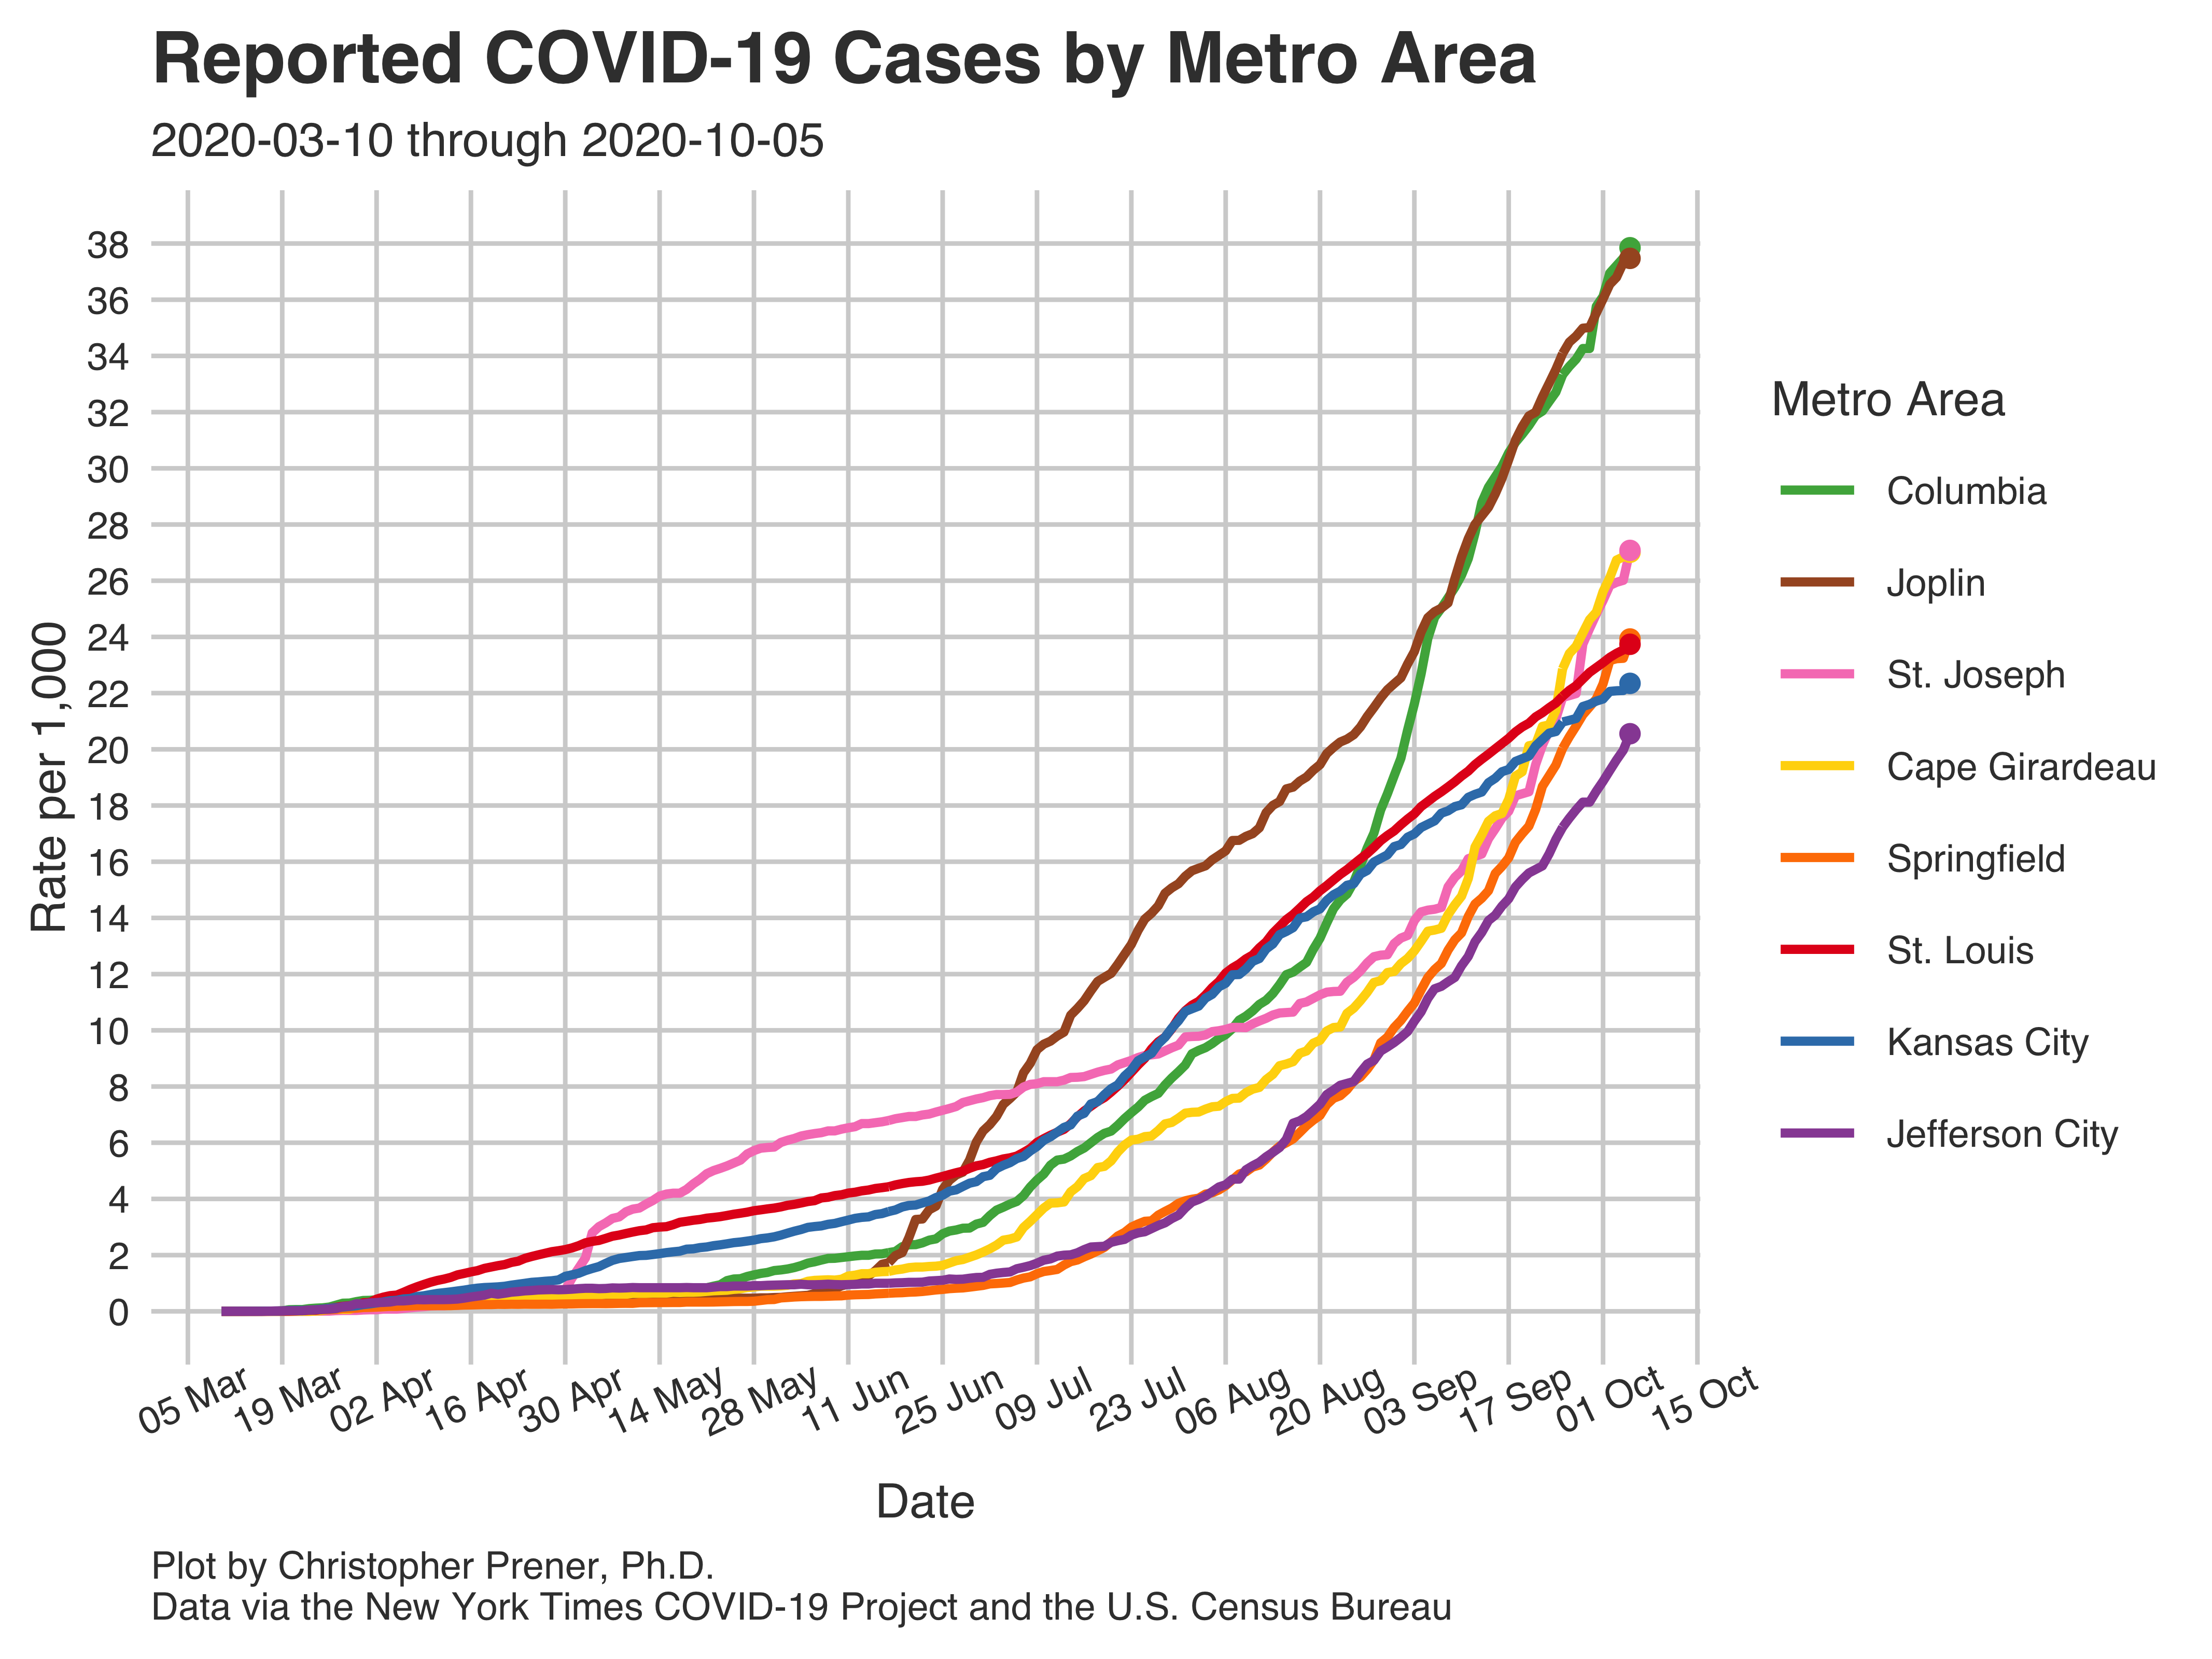 Reported COVID-19 Cases by Metro Area
2020-03-10 through 2020-10-05
Rate per 1,000
38
36
34
32
30
28
26
24
22
20
18
16
14
12
10
8
6
4
2
0
05 Mar
19 Mar
02 Apr
16 Apr
30 Apr
14 May
28 May
11 Jun
25 Jun
09 Jul
23 Jul
06 Aug
20 Aug
03 Sep
17 Sep
01 Oct
15 Oct
Date
Metro Area
Columbia
Joplin
St. Joseph
Cape Girardeau
Springfield
St. Louis
Kansas City
Jefferson City
Plot by Christopher Prener, Ph.D.
Data via the New York Times COVID-19 Project and the U.S. Census Bureau